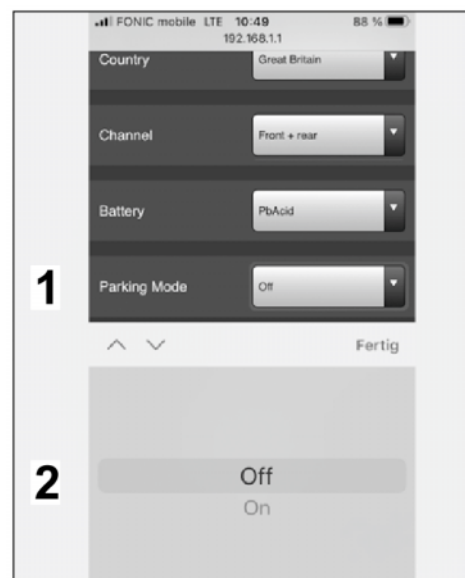 FONIC mobile LTE 10:49 88 %
192.168.1.1
Country Great Britain
Channel Front + rear
Battery PbAcid
1 Parking Mode Off
Fertig
2 Off
On